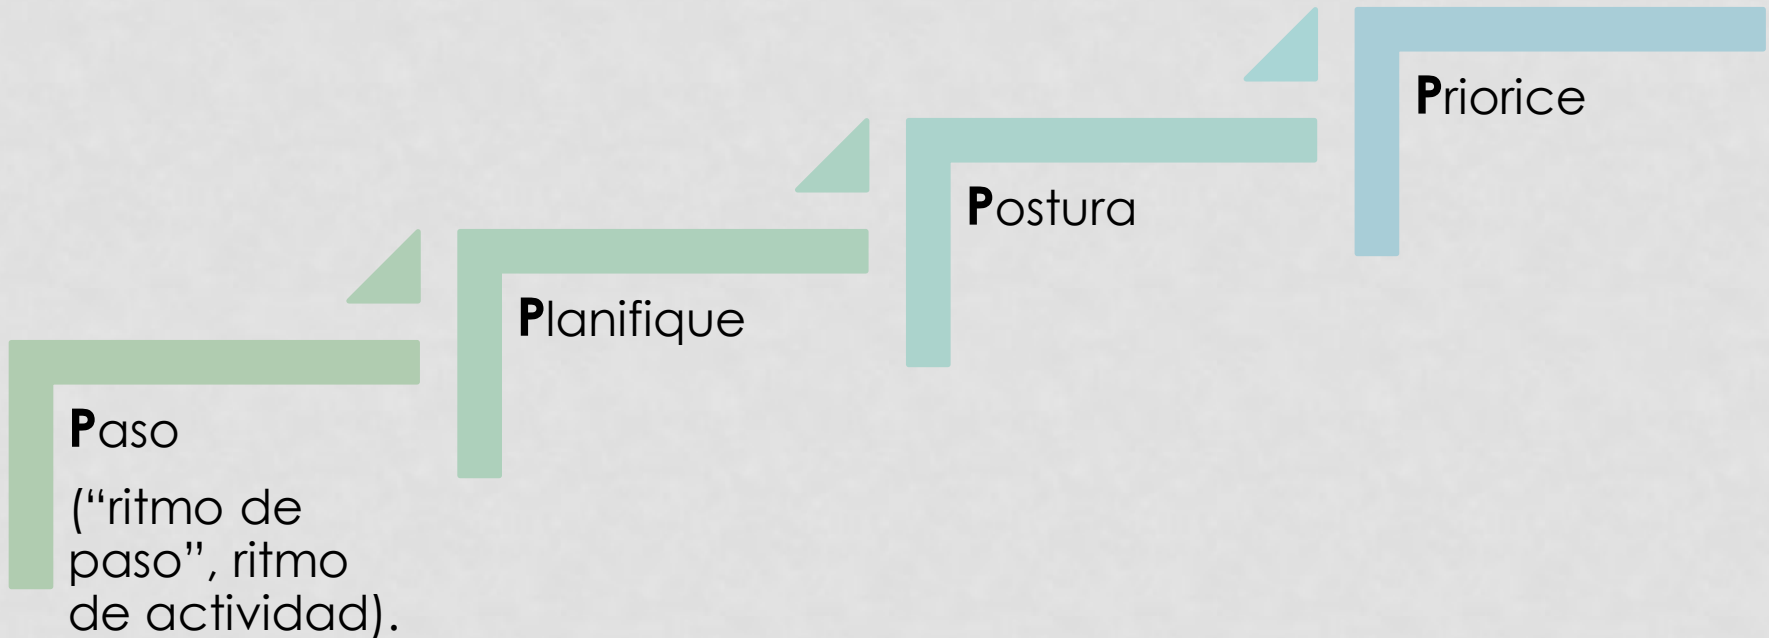 Paso
(“ritmo de
paso”, ritmo
de actividad).
Planifique
Postura
Priorice